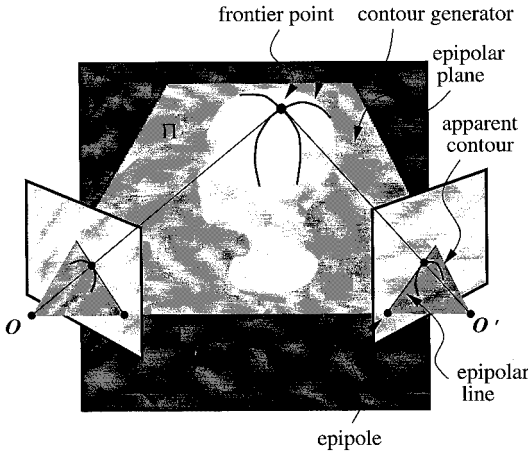 frontier point
contour generator
epipolar
plane
apparent
contour
Π
O
O'
epipolar
line
epipole